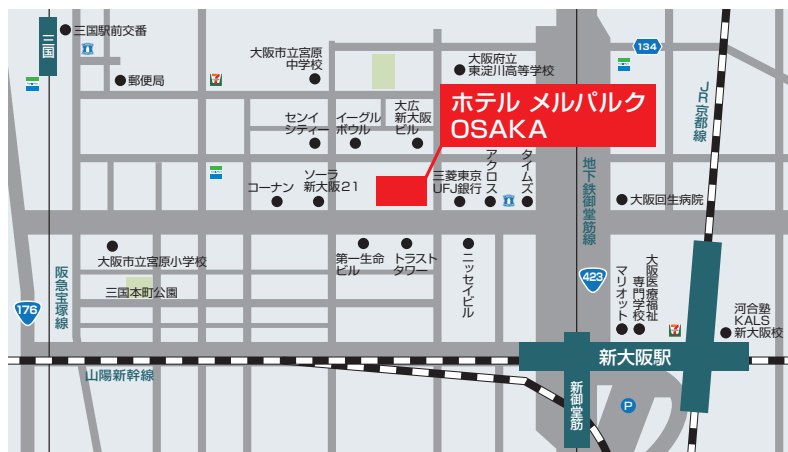 三国駅前交番
三国
郵便局
7
大阪市立宮原
中学校
大阪府立
東淀川高等学校
134
JR京都線
ホテル メルパルク
OSAKA
センイ
シティー
イーグル
ボウル
大広
新大阪
ビル
コーナン
ソーラ
新大阪21
三菱東京
UFJ銀行
アクロス
タイムズ
地下鉄御堂筋線
大阪回生病院
大阪市立宮原小学校
阪急宝塚線
三国本町公園
176
第一生命
ビル
トラスト
タワー
ニッセイビル
423
マリオット
大阪医療福祉
専門学校
7
河合塾
KALS
新大阪校
新大阪駅
山陽新幹線
新御堂筋
P